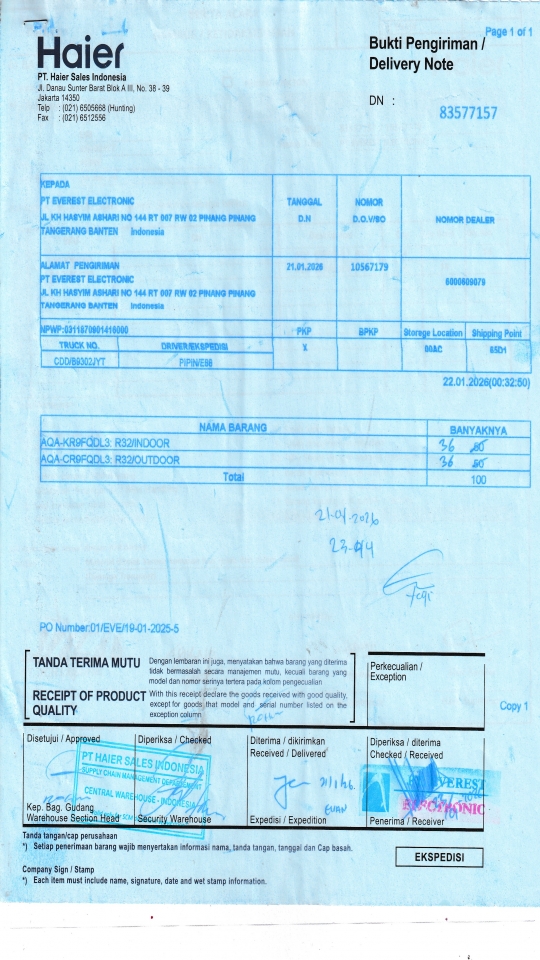 Page 1 of 1
Haier
Bukti Pengiriman /
Delivery Note
PT. Haier Sales Indonesia
Jl. Danau Sunter Barat Blok A III, No. 38 - 39
Jakarta 14350
Telp : (021) 6505668 (Hunting)
Fax : (021) 6512556
DN :
83577157
KEPADA
PT EVEREST ELECTRONIC
JL KH HASYIM ASHARI NO 144 RT 007 RW 02 PINANG PINANG
TANGERANG BANTEN Indonesia
TANGGAL
D.N
NOMOR
D.O.V/SO
NOMOR DEALER
ALAMAT PENGIRIMAN
PT EVEREST ELECTRONIC
JL KH HASYIM ASHARI NO 144 RT 007 RW 02 PINANG PINANG
TANGERANG BANTEN Indonesia
21.01.2026
10567179
6000609079
NPWP:0311870901416000
PKP
BPKP
Storage Location
Shipping Point
TRUCK NO.
DRIVER/EKSPEDISI
X
00AC
65D1
CDD/B9302JYT
PIPIN/E98
22.01.2026(00:32:50)
NAMA BARANG
BANYAKNYA
AQA-KR9FQDL3: R32/INDOOR
36 50
AQA-CR9FQDL3: R32/OUTDOOR
36 50
Total
100
21-01-2026
PO Number:01/EVE/19-01-2025-5
TANDA TERIMA MUTU
Dengan lembaran ini juga, menyatakan bahwa barang yang diterima
tidak bermasalah secara manajemen mutu, kecuali barang yang
model dan nomor serinya tertera pada kolom pengecualian
RECEIPT OF PRODUCT
QUALITY
With this receipt declare the goods received with good quality,
except for goods that model and serial number listed on the
exception column
Perkecualian /
Exception
Copy 1
Disetujui / Approved
Diperiksa / Checked
Diterima / dikirimkan
Received / Delivered
Diperiksa / diterima
Checked / Received
PT HAIER SALES INDONESIA
SUPPLY CHAIN MANAGEMENT DEPARTMENT
CENTRAL WAREHOUSE - INDONESIA
EVEREST
ELECTRONIC
Kep. Bag. Gudang
Warehouse Section Head
Security Warehouse
Expedisi / Expedition
Penerima / Receiver
Tanda tangan/cap perusahaan
*) Setiap penerimaan barang wajib menyertakan informasi nama, tanda tangan, tanggal dan Cap basah.
EKSPEDISI
Company Sign / Stamp
*) Each item must include name, signature, date and wet stamp information.